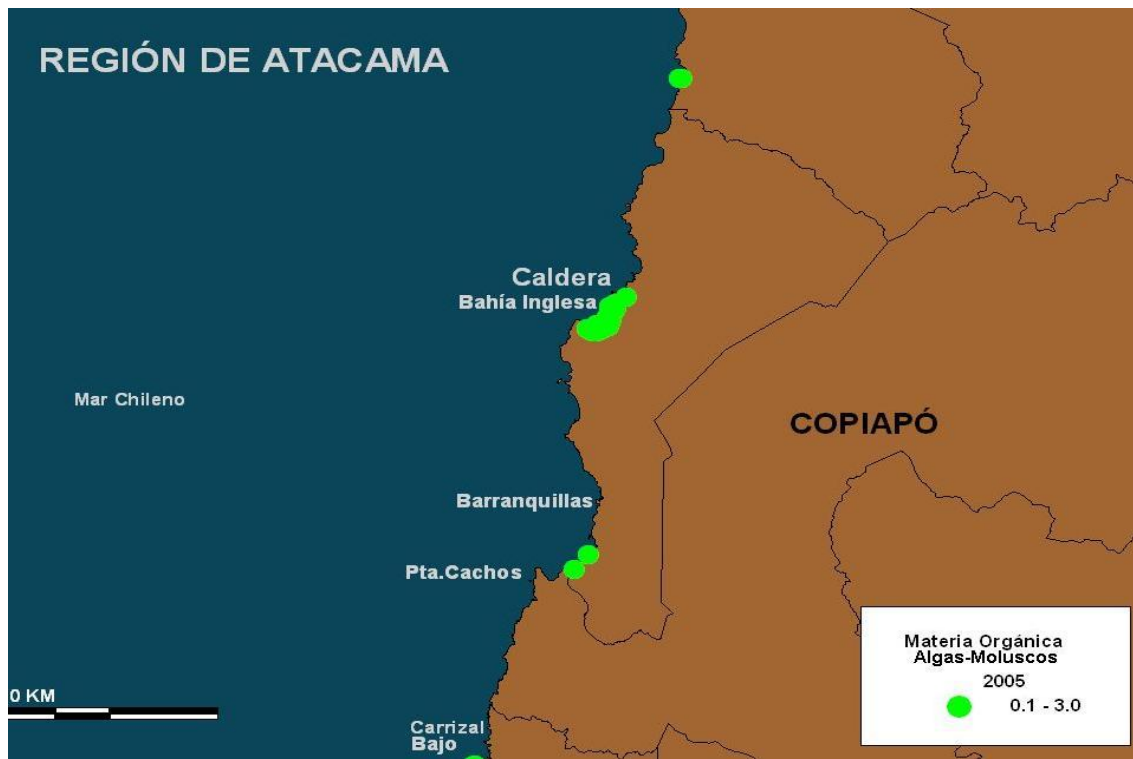 REGIÓN DE ATACAMA
Caldera
Bahía Inglesa
Mar Chileno
COPIAPÓ
Barranquillas
Pta.Cachos
0 KM
Carrizal
Bajo
Materia Orgánica
Algas-Moluscos
2005
0.1 - 3.0